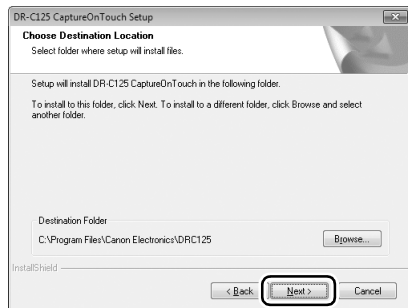 DR-C125 CaptureOnTouch Setup
Choose Destination Location
Select folder where setup will install files.
Setup will install DR-C125 CaptureOnTouch in the following folder.
To install to this folder, click Next. To install to a different folder, click Browse and select
another folder.
Destination Folder
C:\Program Files\Canon Electronics\DRC125
Browse...
InstallShield
< Back
Next >
Cancel